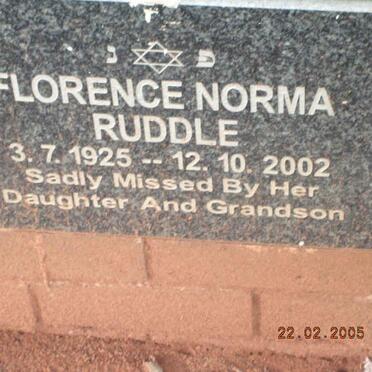 F
נ ✡ פ
FLORENCE NORMA
RUDDLE
3. 7. 1925 -- 12. 10. 2002
Sadly Missed By Her
Daughter And Grandson
22.02.2005